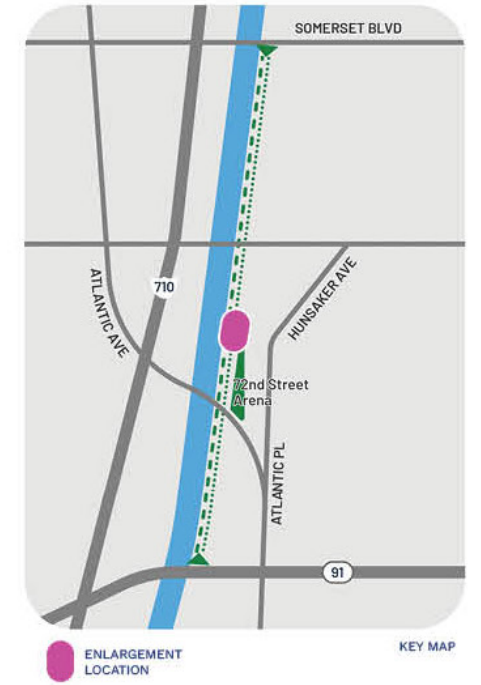 SOMERSET BLVD
ATLANTIC AVE
710
HUNSAKER AVE
72nd Street
Arena
ATLANTIC PL
91
ENLARGEMENT
LOCATION
KEY MAP